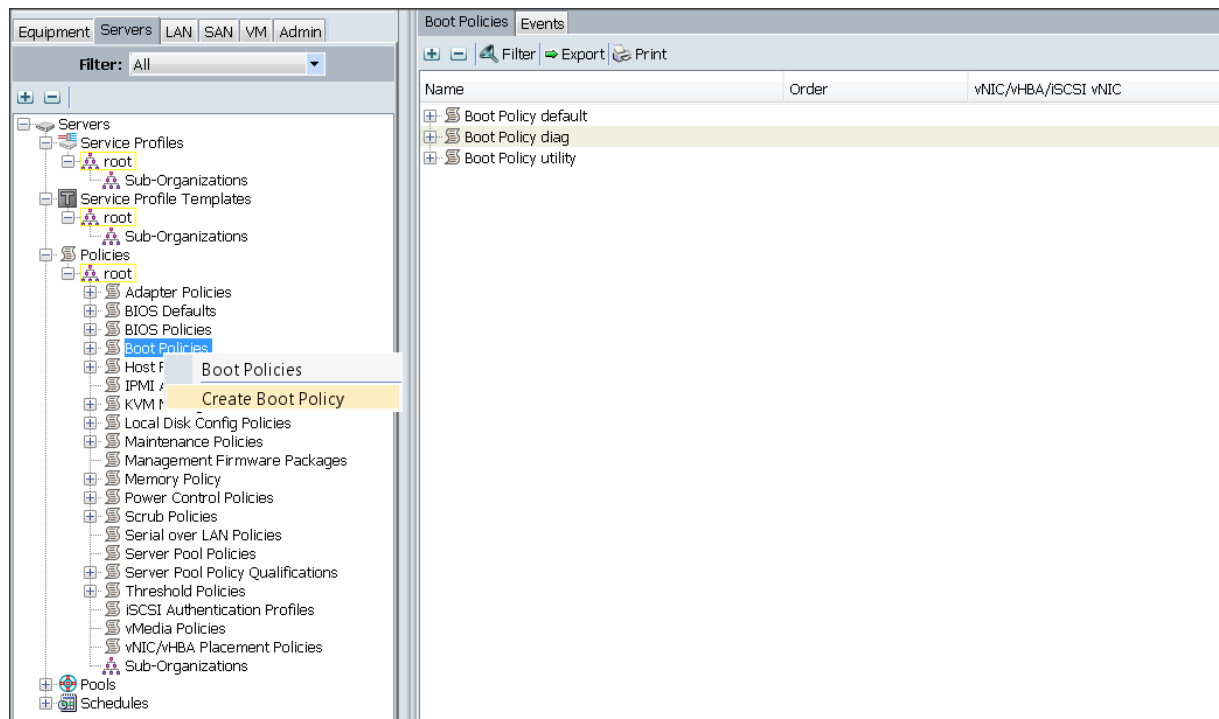 Equipment Servers LAN SAN VM Admin
Filter: All
Servers
Service Profiles
root
Sub-Organizations
Service Profile Templates
root
Sub-Organizations
Policies
root
Adapter Policies
BIOS Defaults
BIOS Policies
Boot Policies
Host
IPMI
KVM
Local Disk Config Policies
Maintenance Policies
Management Firmware Packages
Memory Policy
Power Control Policies
Scrub Policies
Serial over LAN Policies
Server Pool Policies
Server Pool Policy Qualifications
Threshold Policies
iSCSI Authentication Profiles
vMedia Policies
vNIC/vHBA Placement Policies
Sub-Organizations
Pools
Schedules
Boot Policies
Create Boot Policy
Boot Policies Events
Filter Export Print
Name Order vNIC/vHBA/iSCSI vNIC
Boot Policy default
Boot Policy diag
Boot Policy utility